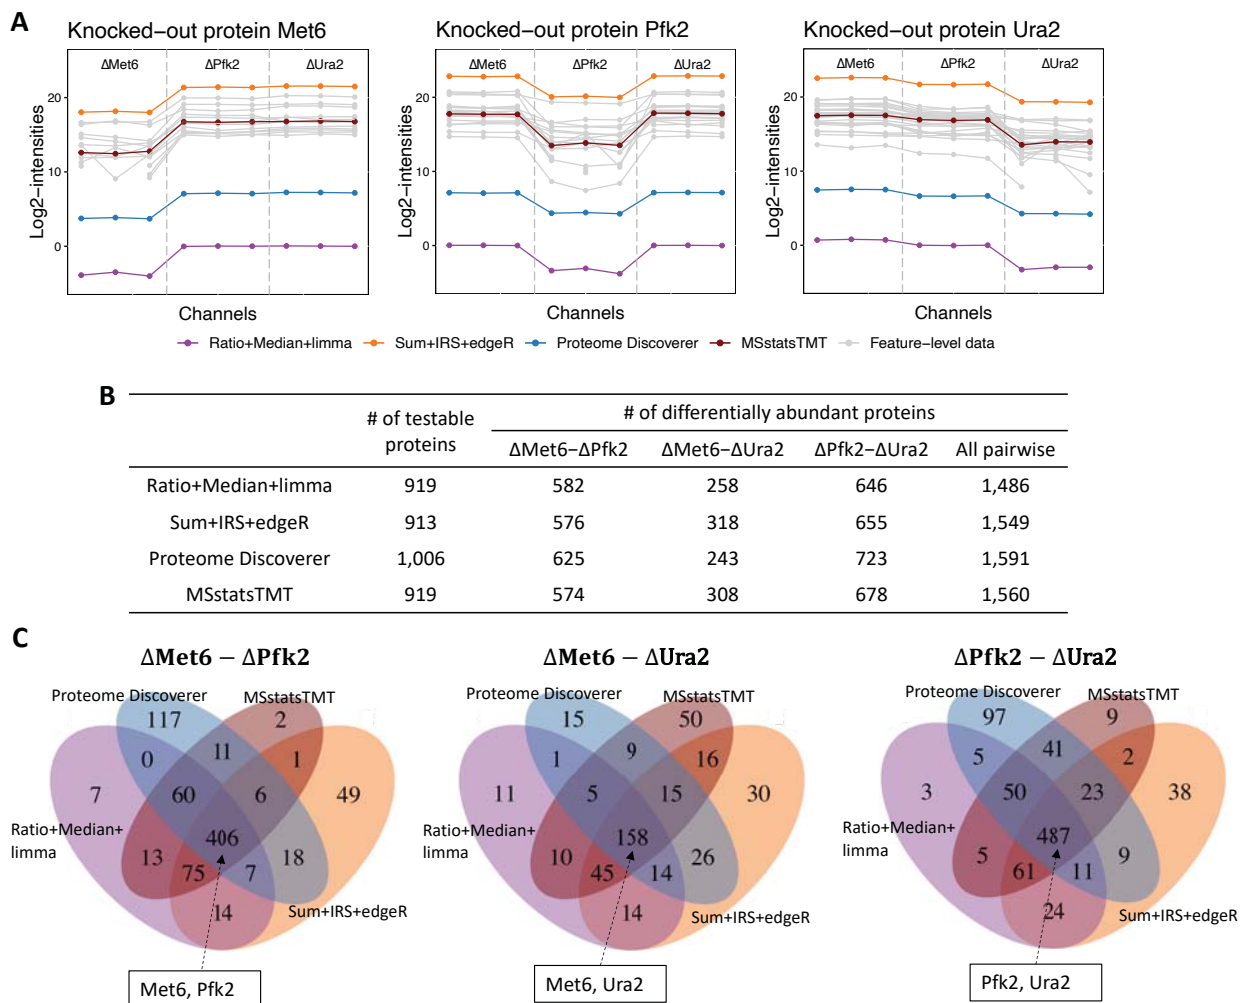 A
Knocked−out protein Met6
Knocked−out protein Pfk2
Knocked−out protein Ura2
ΔMet6 ΔPfk2 ΔUra2
ΔMet6 ΔPfk2 ΔUra2
ΔMet6 ΔPfk2 ΔUra2
Log2−intensities
20
10
0
Log2−intensities
20
10
0
Log2−intensities
20
10
0
Channels
Channels
Channels
Ratio+Median+limma Sum+IRS+edgeR Proteome Discoverer MSstatsTMT Feature−level data
B
# of testable proteins # of differentially abundant proteins
ΔMet6−ΔPfk2 ΔMet6−ΔUra2 ΔPfk2−ΔUra2 All pairwise
Ratio+Median+limma 919 582 258 646 1,486
Sum+IRS+edgeR 913 576 318 655 1,549
Proteome Discoverer 1,006 625 243 723 1,591
MSstatsTMT 919 574 308 678 1,560
C
ΔMet6 − ΔPfk2
Proteome Discoverer MSstatsTMT
117 2
0 11 1
7 60 6 49
Ratio+Median+
limma
406
13 75 7 18
14
Sum+IRS+edgeR
Met6, Pfk2
ΔMet6 − ΔUra2
Proteome Discoverer MSstatsTMT
15 50
1 9 16
11 5 15 30
Ratio+Median+
limma
158
10 45 14 26
14
Sum+IRS+edgeR
Met6, Ura2
ΔPfk2 − ΔUra2
Proteome Discoverer MSstatsTMT
97 9
5 41 2
3 50 23 38
Ratio+Median+
limma
487
5 61 11 9
24
Sum+IRS+edgeR
Pfk2, Ura2